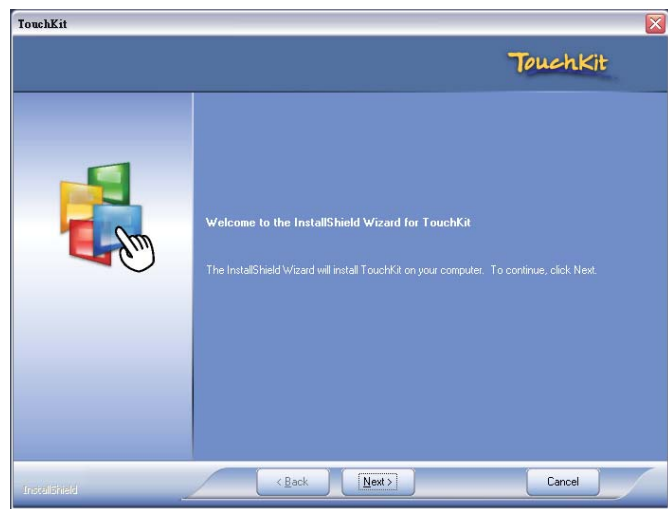 TouchKit
TouchKit
Welcome to the InstallShield Wizard for TouchKit
The InstallShield Wizard will install TouchKit on your computer. To continue, click Next.
InstallShield
< Back
Next >
Cancel